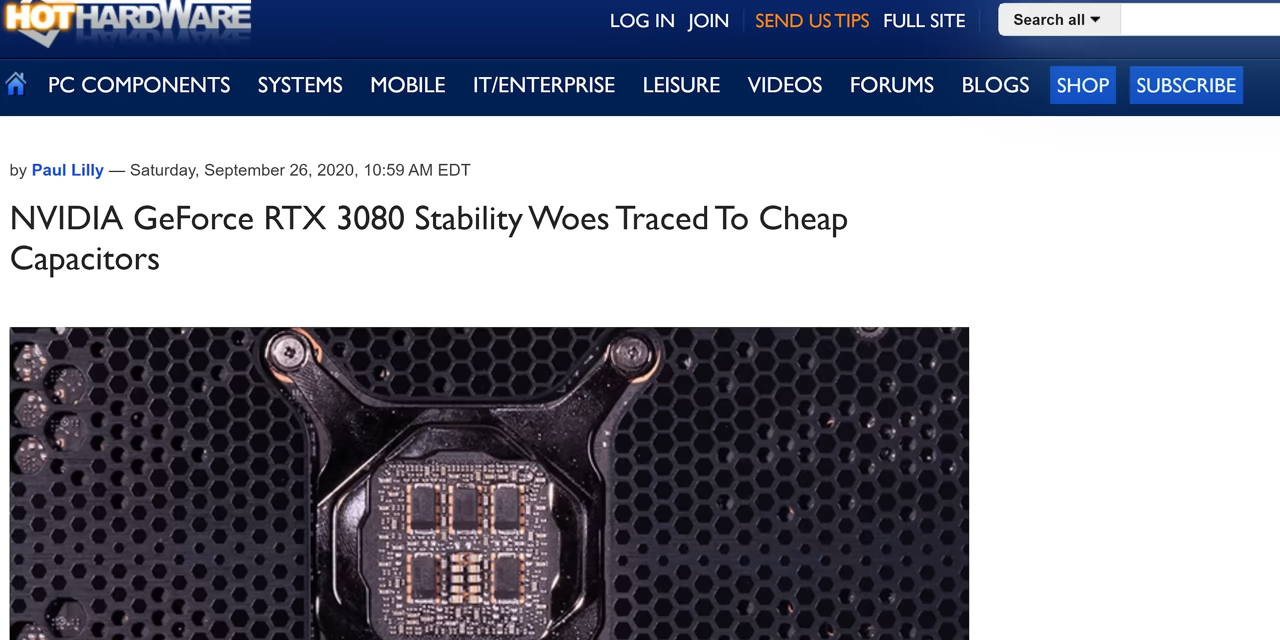 HOTHARDWARE
LOG IN JOIN SEND US TIPS FULL SITE Search all
PC COMPONENTS SYSTEMS MOBILE IT/ENTERPRISE LEISURE VIDEOS FORUMS BLOGS SHOP SUBSCRIBE
by Paul Lilly — Saturday, September 26, 2020, 10:59 AM EDT
NVIDIA GeForce RTX 3080 Stability Woes Traced To Cheap
Capacitors